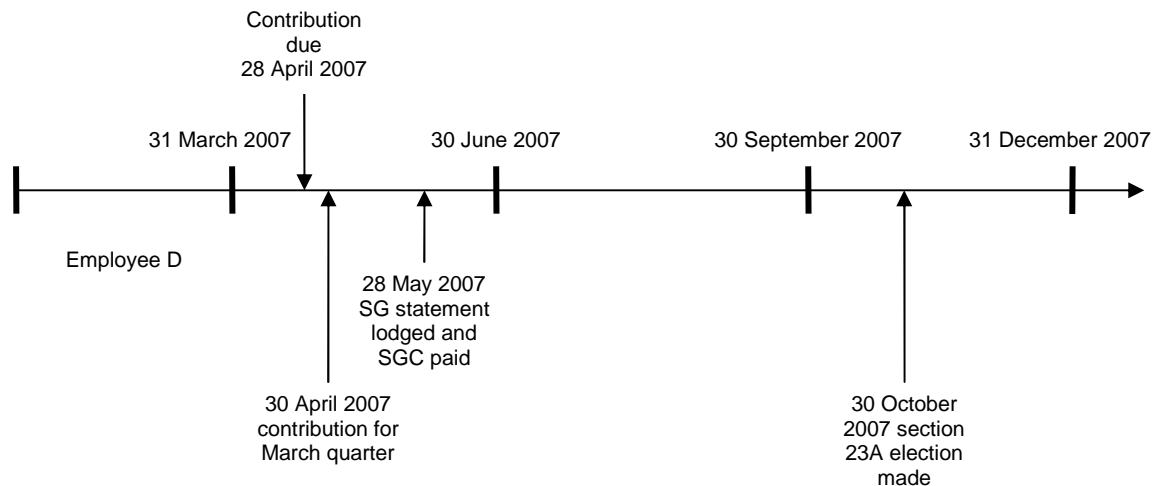 Contribution
due
28 April 2007
31 March 2007
30 June 2007
30 September 2007
31 December 2007
Employee D
28 May 2007
SG statement
lodged and
SGC paid
30 April 2007
contribution for
March quarter
30 October
2007 section
23A election
made